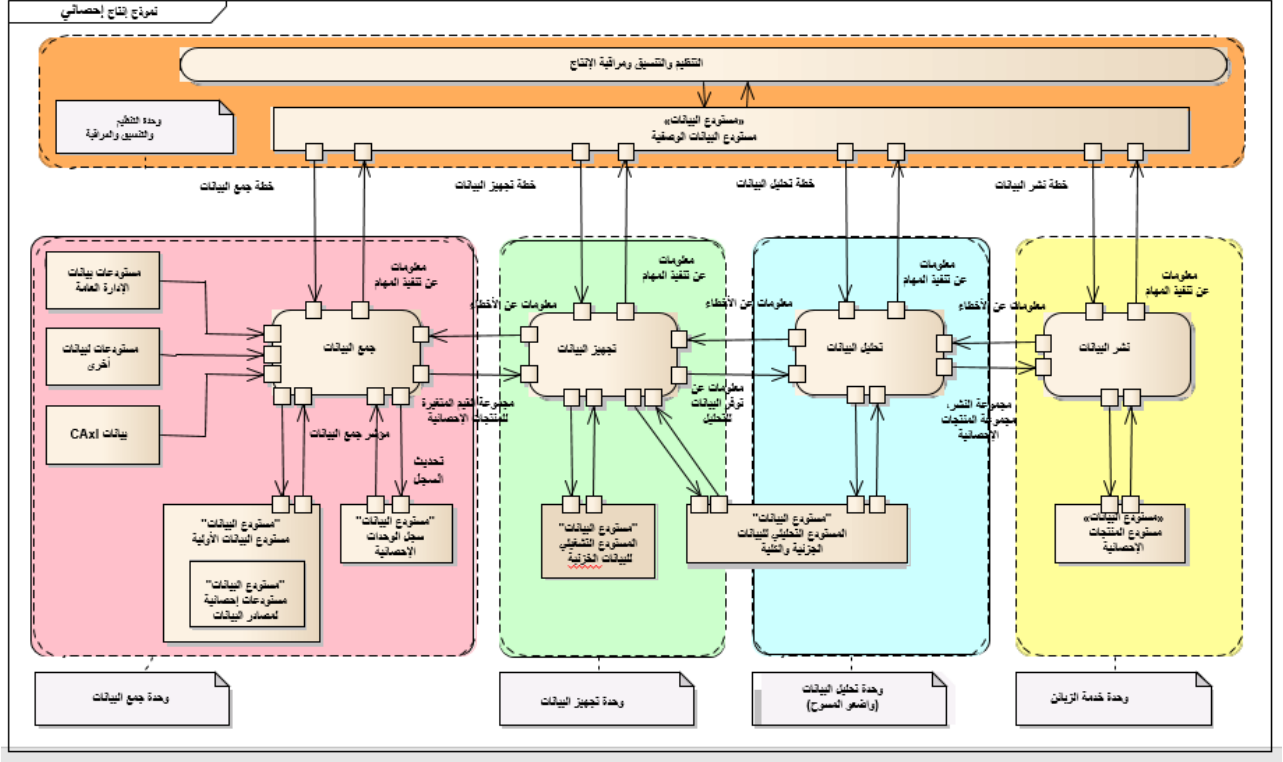 نموذج إنتاج إحصائي
التنظيم والتنسيق ومراقبة الإنتاج
وحدة التنظيم
والتنسيق والمراقبة
«مستودع البيانات»
مستودع البيانات الوصفية
خطة جمع البيانات
خطة تجهيز البيانات
خطة تحليل البيانات
خطة نشر البيانات
مستودعات بيانات
الإدارة العامة
مستودعات لبيانات
أخرى
بيانات CAxI
معلومات
عن تنفيذ المهام
جمع البيانات
معلومات عن الأخطاء
مجموعة القيم المتغيرة
للمنتجات الإحصائية
مؤشر جمع البيانات
تحديث
السجل
"مستودع البيانات"
مستودع البيانات الأولية
"مستودع البيانات"
مستودعات إحصائية
لمصادر البيانات
"مستودع البيانات"
سجل الوحدات
الإحصائية
معلومات
عن تنفيذ المهام
تجهيز البيانات
معلومات عن الأخطاء
معلومات عن
توفر البيانات
للتحليل
"مستودع البيانات"
المستودع التشغيلي
للبيانات الخزنية
"مستودع البيانات"
المستودع التحليلي للبيانات
الجزئية والكلية
معلومات
عن تنفيذ المهام
تحليل البيانات
معلومات عن الأخطاء
مجموعة النشر،
مجموعة المنتجات
الإحصائية
معلومات
عن تنفيذ المهام
نشر البيانات
«مستودع البيانات»
مستودع المنتجات
الإحصائية
وحدة جمع البيانات
وحدة تجهيز البيانات
وحدة تحليل البيانات
(واضعو المسوح)
وحدة خدمة الزبائن